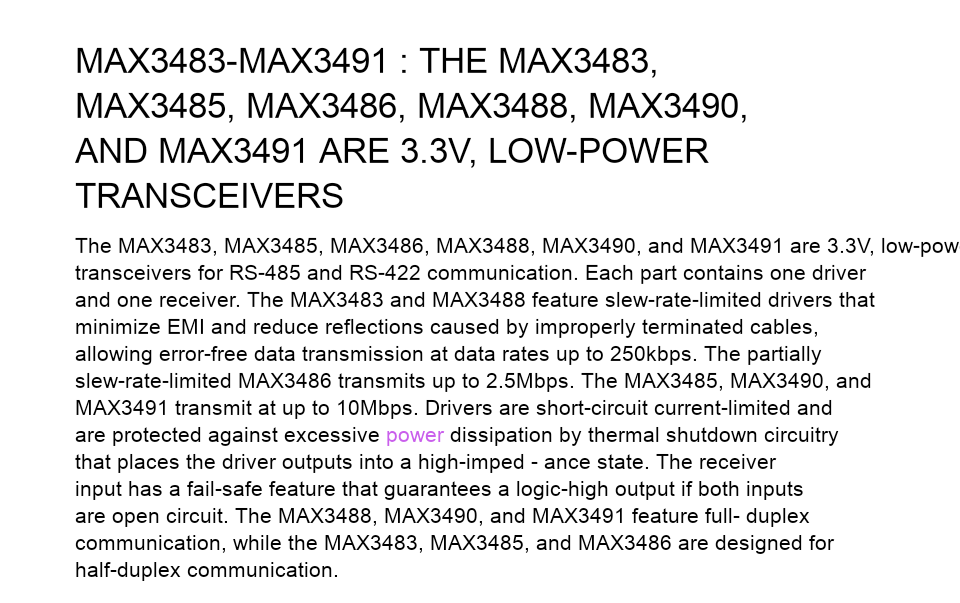 MAX3483-MAX3491 : THE MAX3483,
MAX3485, MAX3486, MAX3488, MAX3490,
AND MAX3491 ARE 3.3V, LOW-POWER
TRANSCEIVERS
The MAX3483, MAX3485, MAX3486, MAX3488, MAX3490, and MAX3491 are 3.3V, low-pow
transceivers for RS-485 and RS-422 communication. Each part contains one driver
and one receiver. The MAX3483 and MAX3488 feature slew-rate-limited drivers that
minimize EMI and reduce reflections caused by improperly terminated cables,
allowing error-free data transmission at data rates up to 250kbps. The partially
slew-rate-limited MAX3486 transmits up to 2.5Mbps. The MAX3485, MAX3490, and
MAX3491 transmit at up to 10Mbps. Drivers are short-circuit current-limited and
are protected against excessive power dissipation by thermal shutdown circuitry
that places the driver outputs into a high-imped - ance state. The receiver
input has a fail-safe feature that guarantees a logic-high output if both inputs
are open circuit. The MAX3488, MAX3490, and MAX3491 feature full- duplex
communication, while the MAX3483, MAX3485, and MAX3486 are designed for
half-duplex communication.